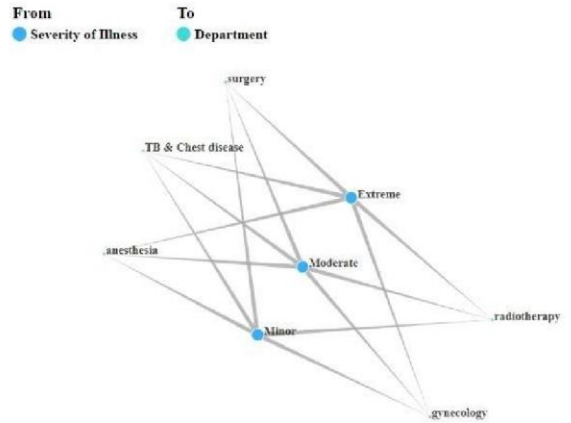 From To
Severity of Illness Department
surgery
TB & Chest disease
Extreme
anesthesia
Moderate
radiotherapy
Minor
gynecology